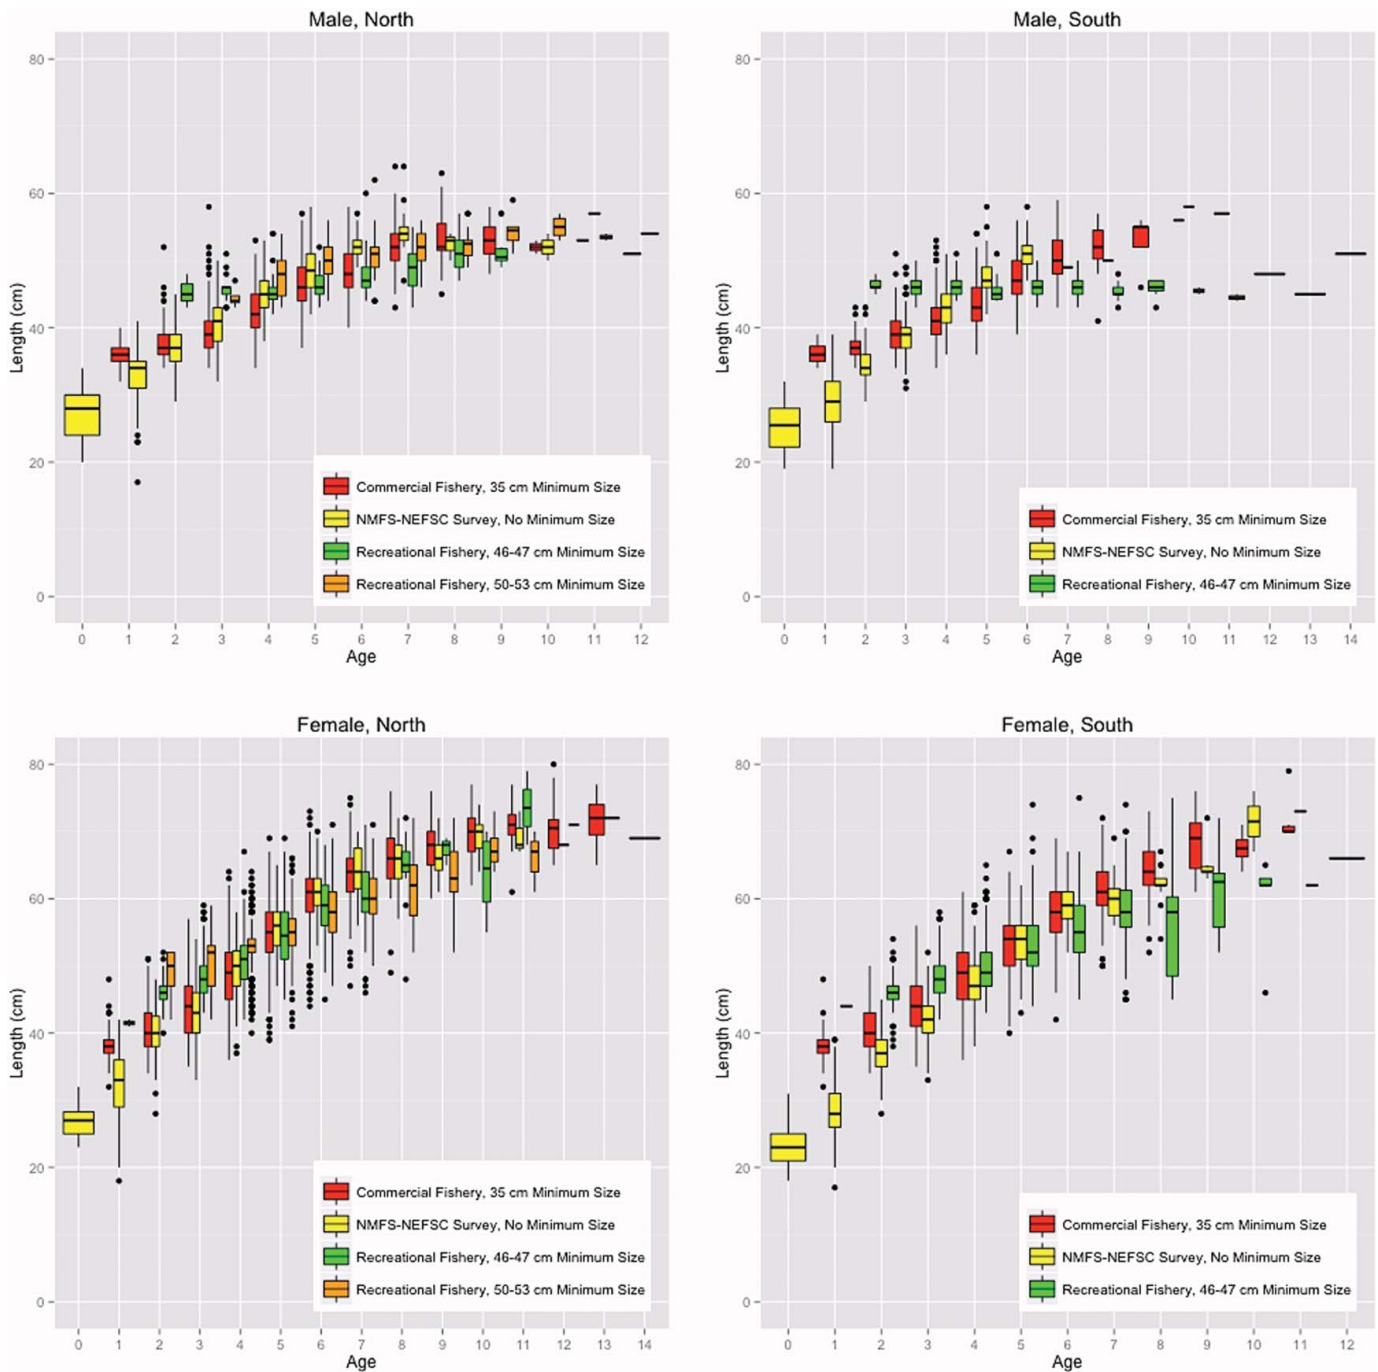 Male, North
Male, South
80
60
40
20
0
Length (cm)
Commercial Fishery, 35 cm Minimum Size
NMFS-NEFSC Survey, No Minimum Size
Recreational Fishery, 46-47 cm Minimum Size
Recreational Fishery, 50-53 cm Minimum Size
0 1 2 3 4 5 6 7 8 9 10 11 12
Age
80
60
40
20
0
Length (cm)
Commercial Fishery, 35 cm Minimum Size
NMFS-NEFSC Survey, No Minimum Size
Recreational Fishery, 46-47 cm Minimum Size
0 1 2 3 4 5 6 7 8 9 10 11 12 13 14
Age
Female, North
Female, South
80
60
40
20
0
Length (cm)
Commercial Fishery, 35 cm Minimum Size
NMFS-NEFSC Survey, No Minimum Size
Recreational Fishery, 46-47 cm Minimum Size
Recreational Fishery, 50-53 cm Minimum Size
0 1 2 3 4 5 6 7 8 9 10 11 12 13 14
Age
80
60
40
20
0
Length (cm)
Commercial Fishery, 35 cm Minimum Size
NMFS-NEFSC Survey, No Minimum Size
Recreational Fishery, 46-47 cm Minimum Size
0 1 2 3 4 5 6 7 8 9 10 11 12
Age